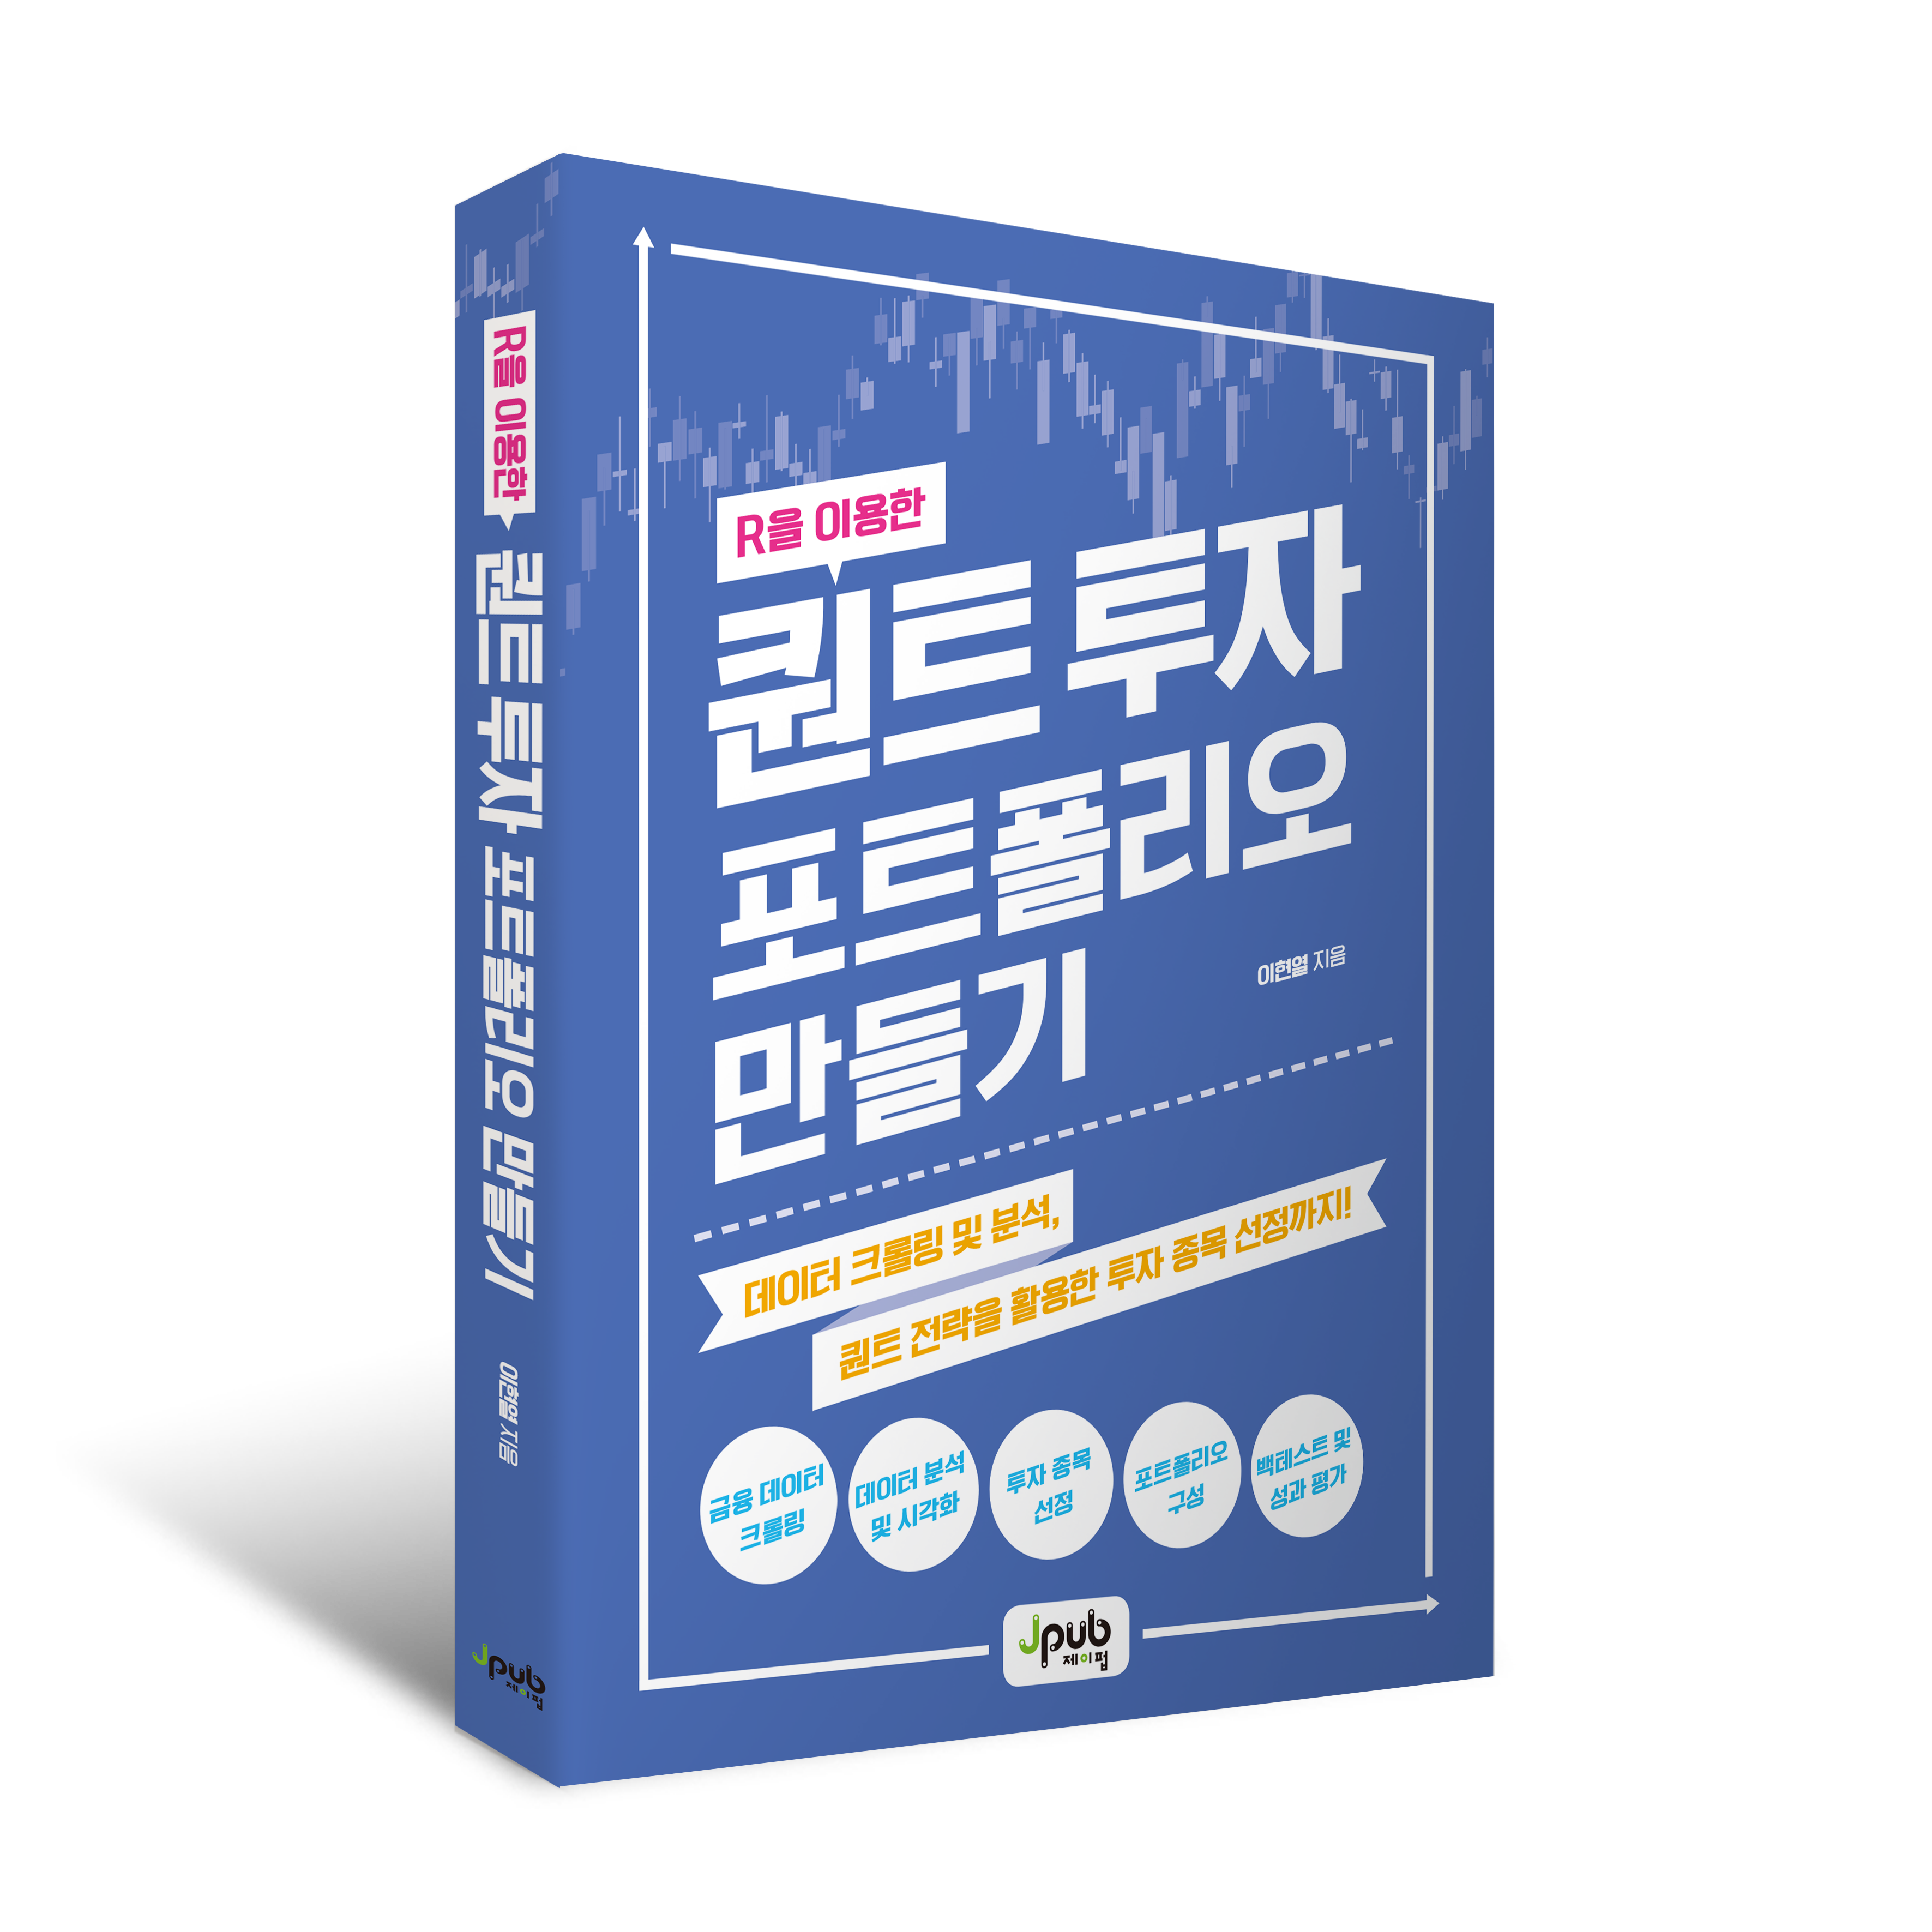 R을 이용한
퀀트 투자
포트폴리오
만들기
이현열 지음
데이터 크롤링 및 분석,
퀀트 전략을 활용한 투자 종목 선정까지!
금융 데이터
크롤링
데이터 분석
및 시각화
투자 종목
선정
포트폴리오
구성
백테스트 및
성과 평가
Jpub
제이펍
R을 이용한
퀀트 투자 포트폴리오 만들기
이현열 지음
Jpub
제이펍